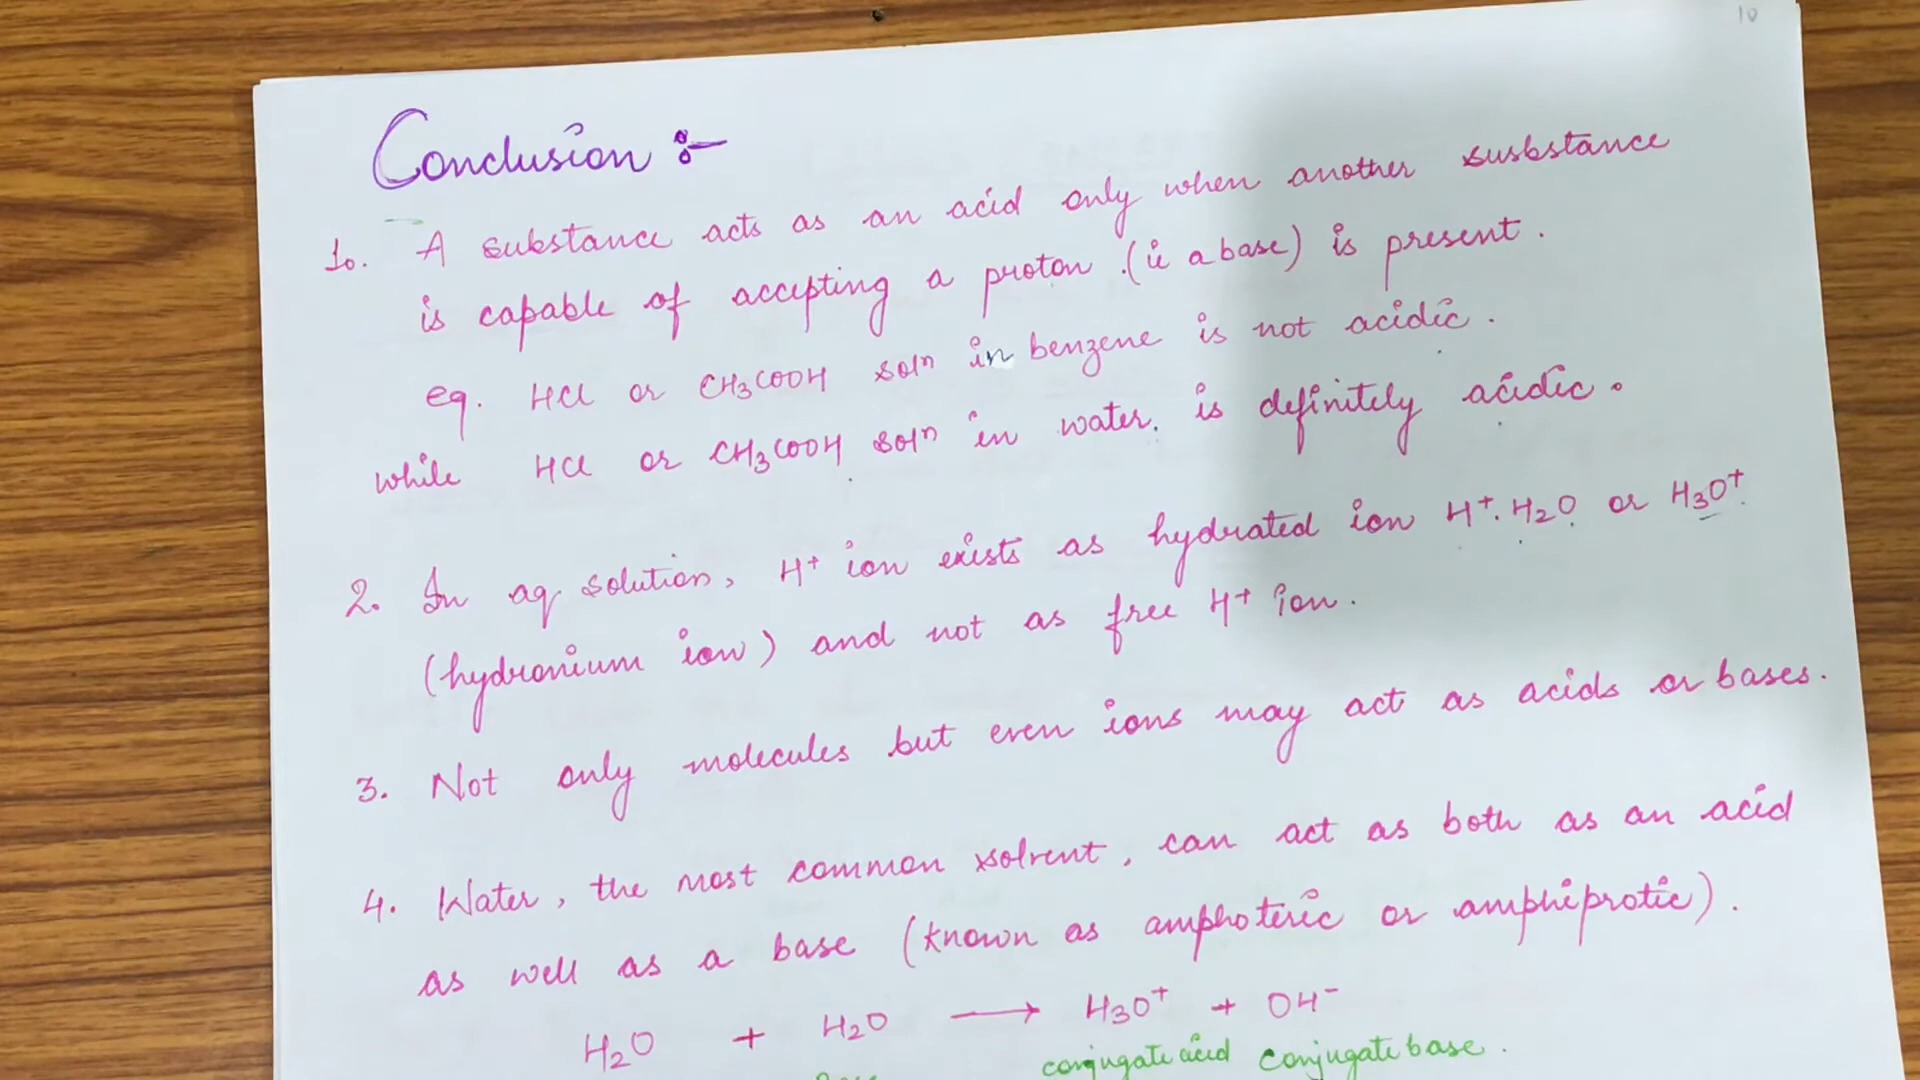 10
Conclusion :-
1. A substance acts as an acid only when another susbstance
is capable of accepting a proton (ie a base) is present.
eg. HCl or CH3COOH soln in benzene is not acidic.
while HCl or CH3COOH soln in water is definitely acidic.
2. In aq solution, H+ ion exists as hydrated ion H+.H2O or H3O+
(hydronium ion) and not as free H+ ion.
3. Not only molecules but even ions may act as acids or bases.
4. Water, the most common solvent, can act as both as an acid
as well as a base (known as amphoteric or amphiprotic).
H2O + H2O ⟶ H3O+ + OH-
conjugate acid conjugate base.